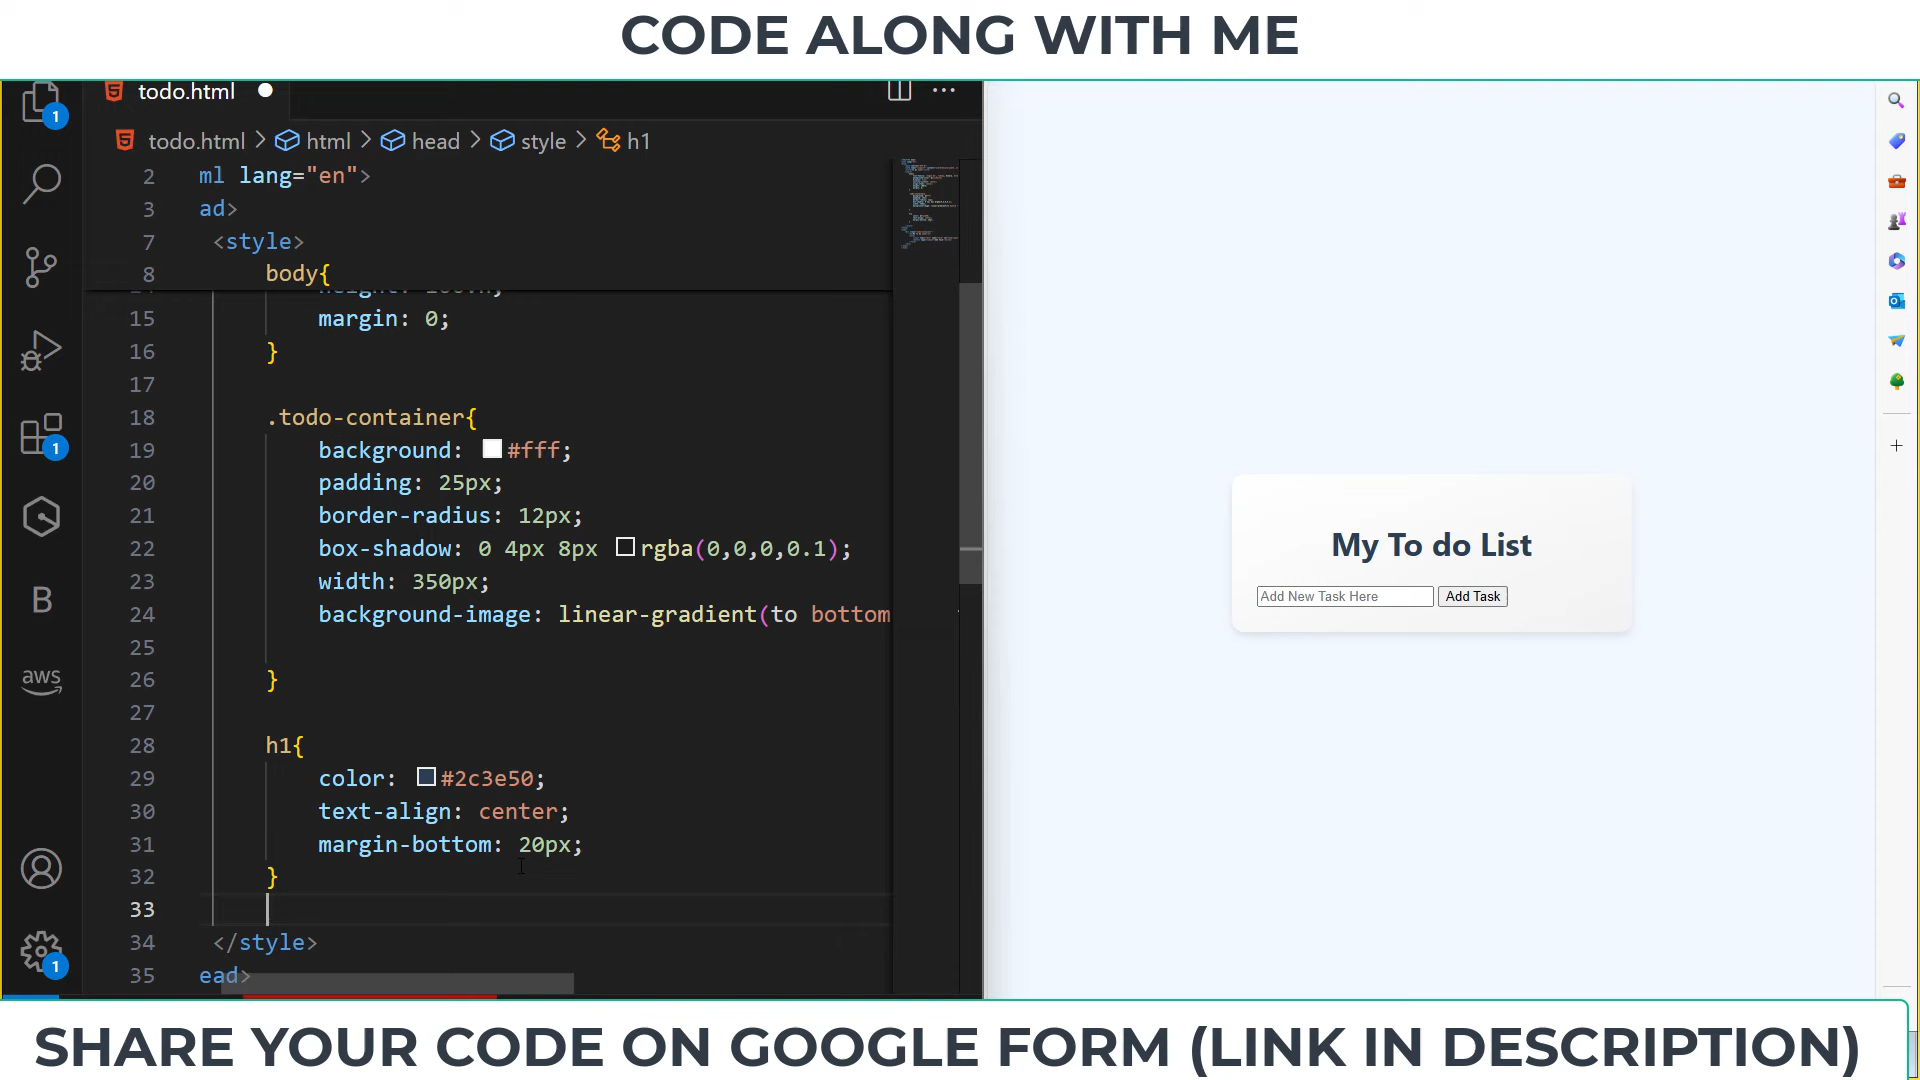 CODE ALONG WITH ME
todo.html
todo.html > html > head > style > h1
2 ml lang="en">
3 ad>
7 <style>
8 body{
15 margin: 0;
16 }
17
18 .todo-container{
19 background: #fff;
20 padding: 25px;
21 border-radius: 12px;
22 box-shadow: 0 4px 8px rgba(0,0,0,0.1);
23 width: 350px;
24 background-image: linear-gradient(to bottom
25
26 }
27
28 h1{
29 color: #2c3e50;
30 text-align: center;
31 margin-bottom: 20px;
32 }
33
34 </style>
35 ead>
1
1
B
aws
1
My To do List
Add New Task Here Add Task
SHARE YOUR CODE ON GOOGLE FORM (LINK IN DESCRIPTION)